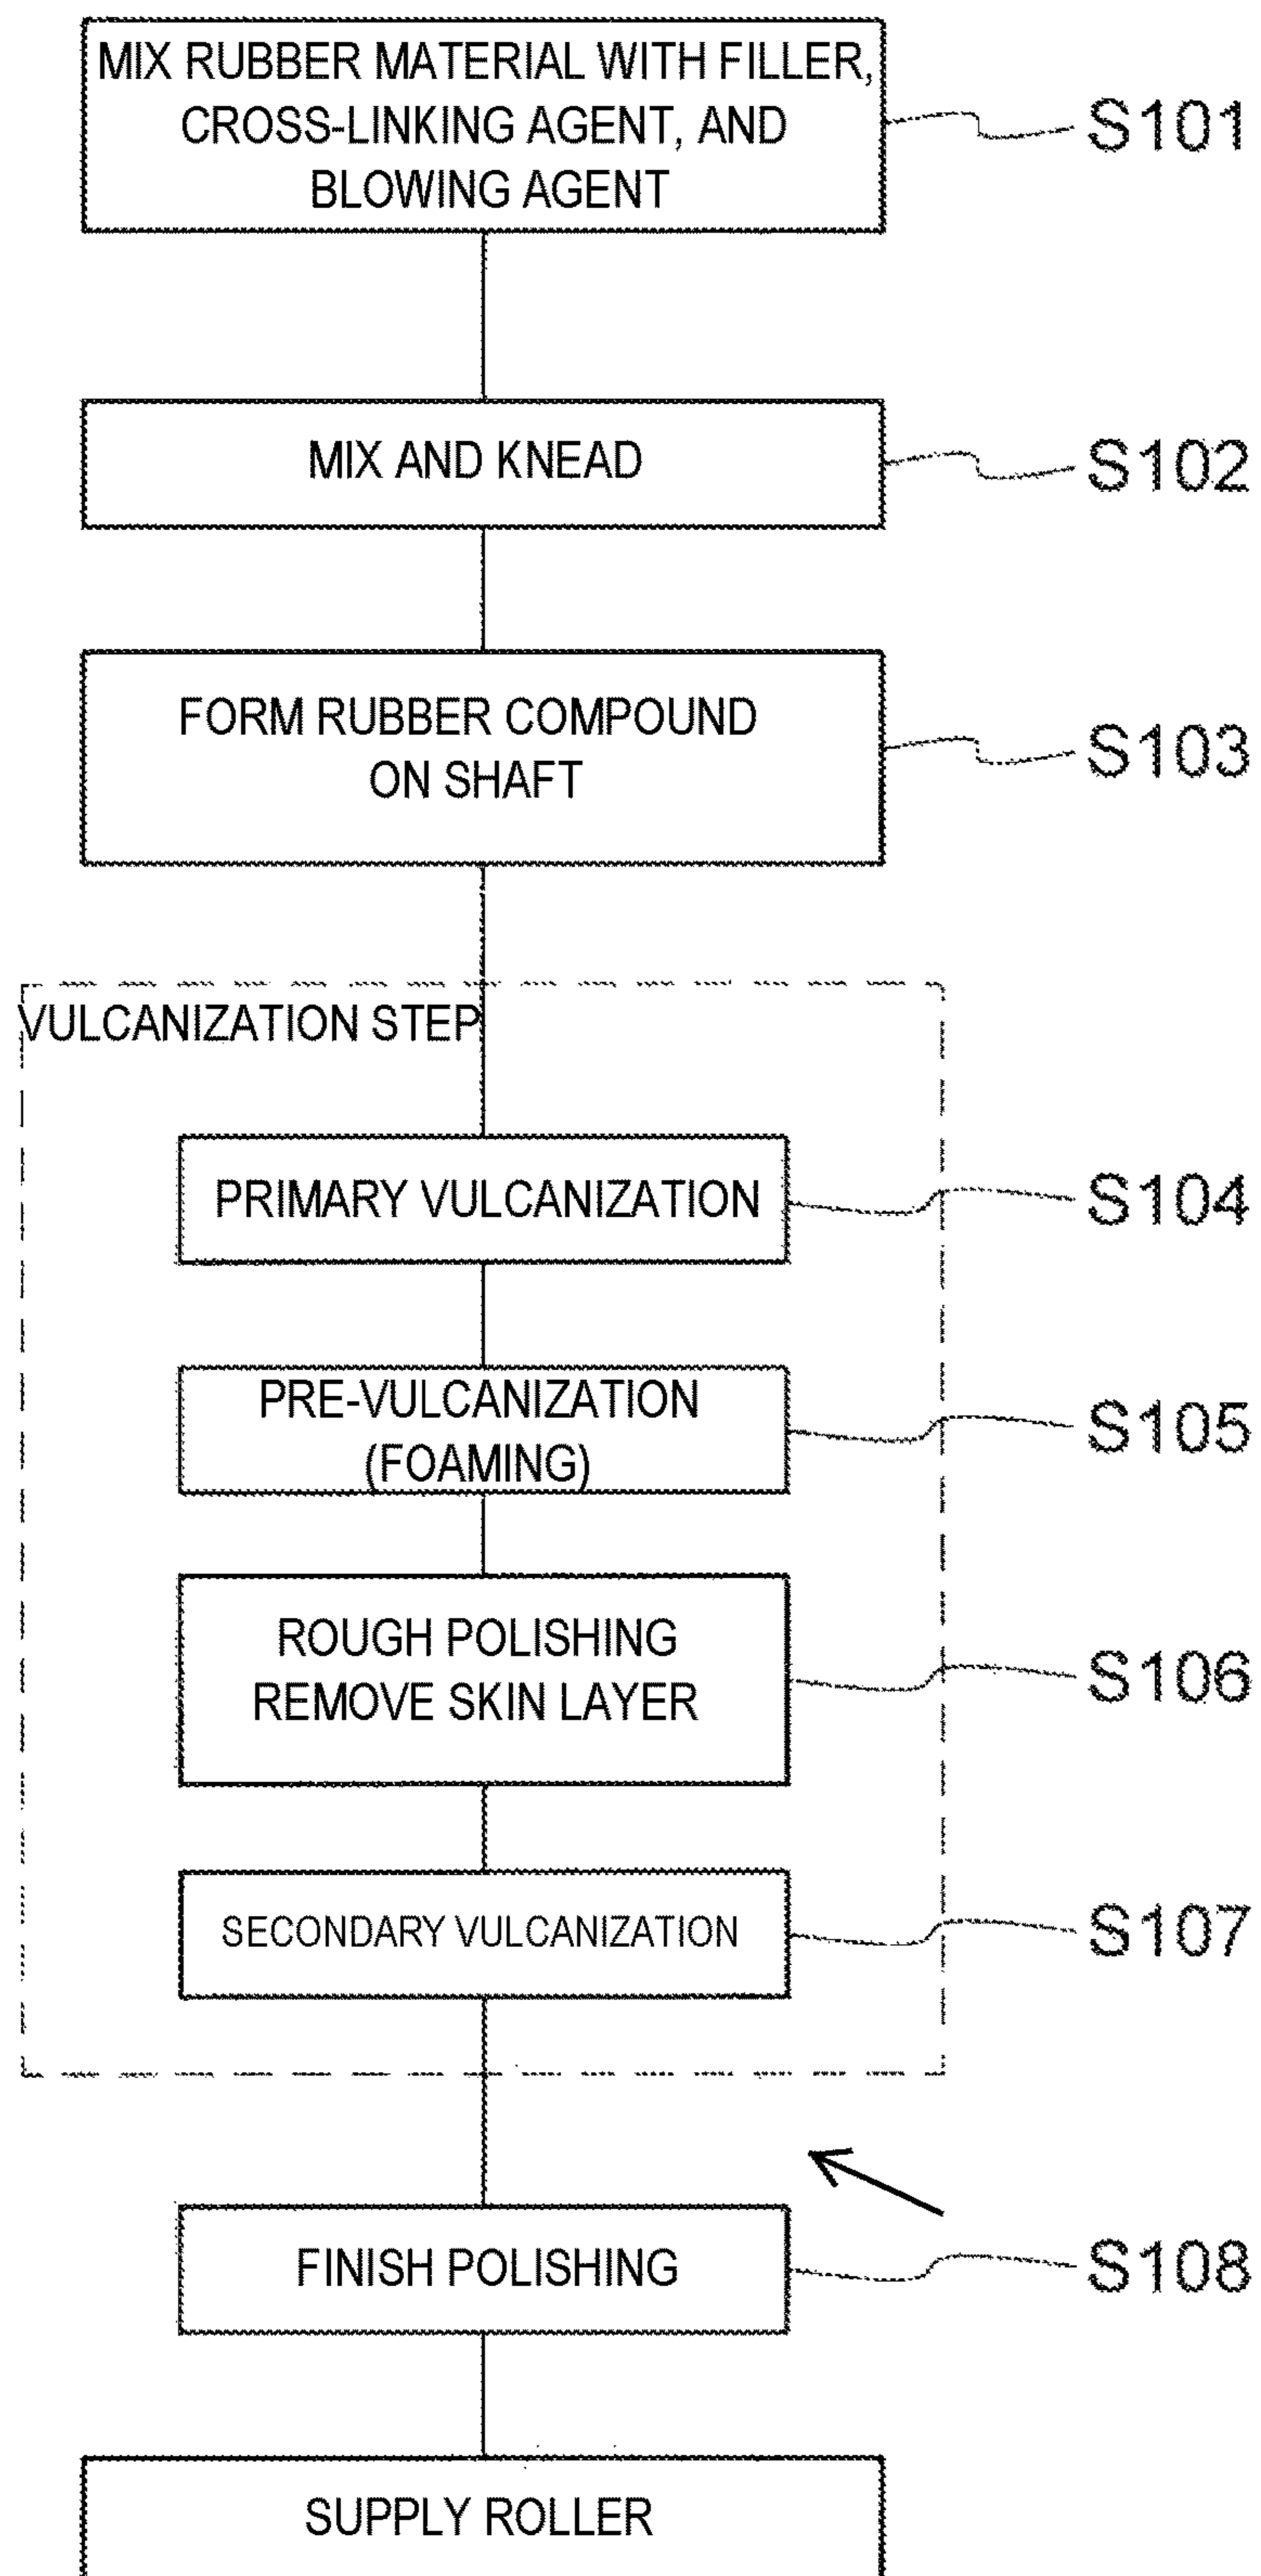 MIX RUBBER MATERIAL WITH FILLER,
CROSS-LINKING AGENT, AND
BLOWING AGENT
S101
MIX AND KNEAD
S102
FORM RUBBER COMPOUND
ON SHAFT
S103
VULCANIZATION STEP
PRIMARY VULCANIZATION
S104
PRE-VULCANIZATION
(FOAMING)
S105
ROUGH POLISHING
REMOVE SKIN LAYER
S106
SECONDARY VULCANIZATION
S107
FINISH POLISHING
S108
SUPPLY ROLLER